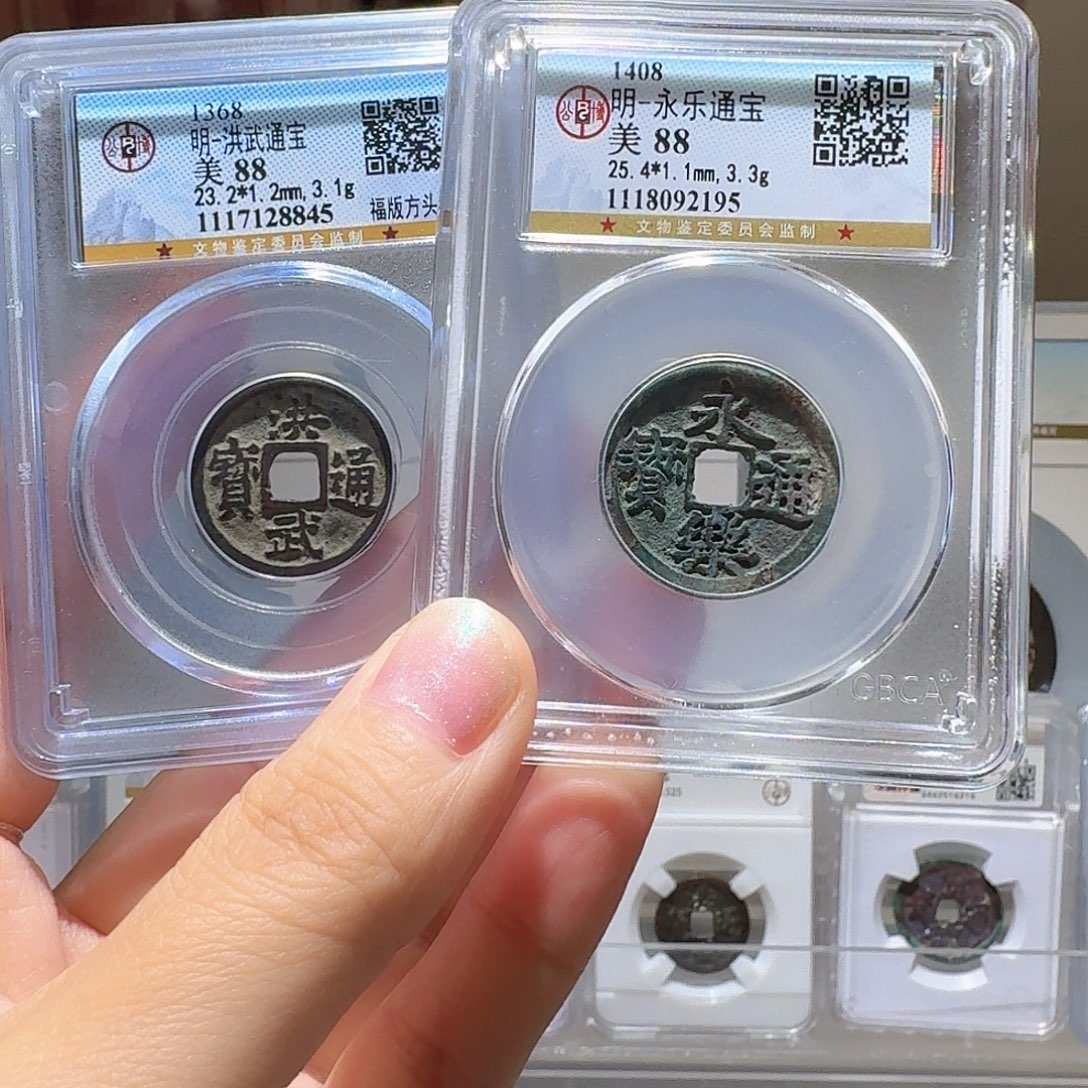 1368
明-洪武通宝
美 88
23.2*1.2mm, 3.1g
1117128845
福版方头
★ 文物鉴定委员会监制 ★
洪武通寶
1408
明-永乐通宝
美 88
25.4*1.1mm, 3.3g
1118092195
★ 文物鉴定委员会监制 ★
永樂通寳
GBCA